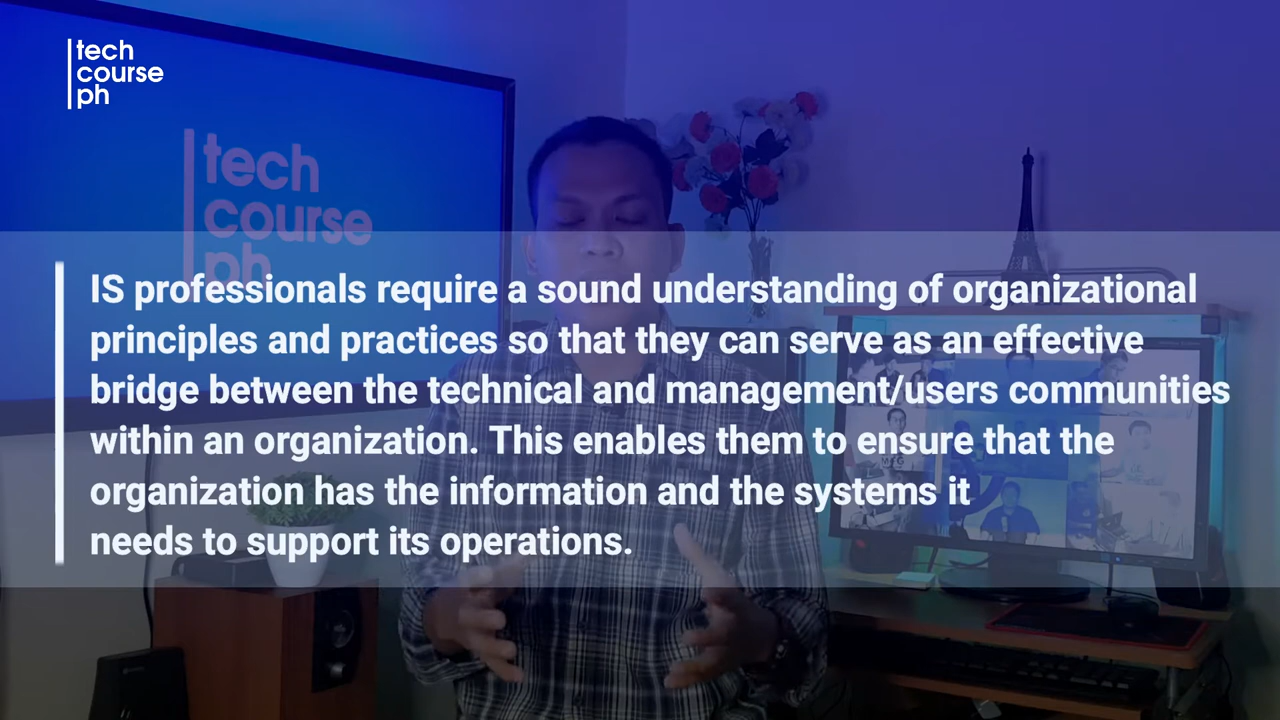 tech
course
ph
tech
course
ph
IS professionals require a sound understanding of organizational
principles and practices so that they can serve as an effective
bridge between the technical and management/users communities
within an organization. This enables them to ensure that the
organization has the information and the systems it
needs to support its operations.